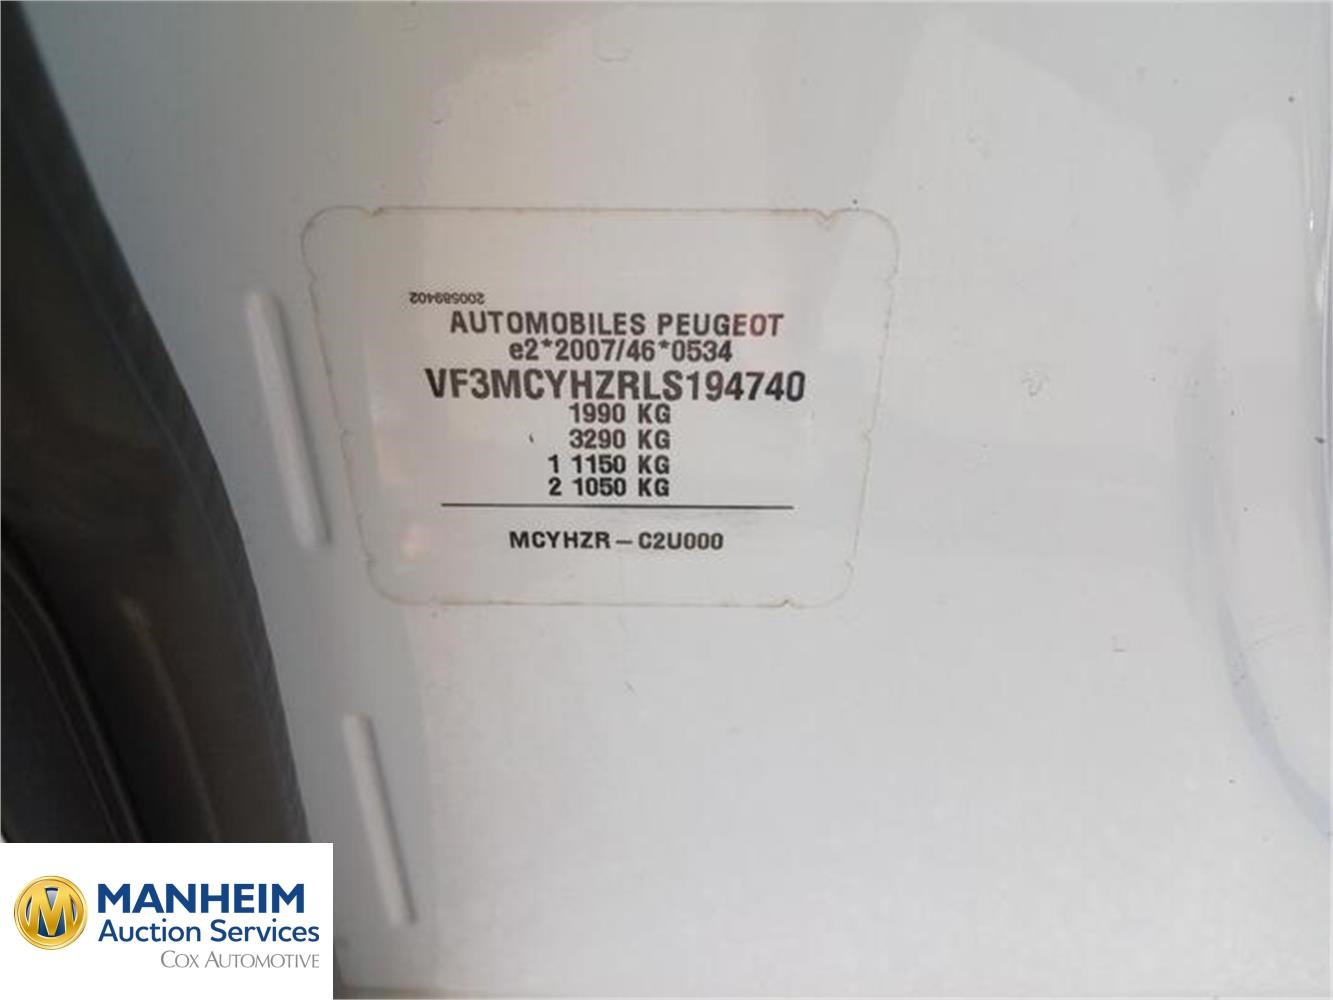 200589402
AUTOMOBILES PEUGEOT
e2*2007/46*0534
VF3MCYHZRLS194740
1990 KG
3290 KG
1 1150 KG
2 1050 KG
MCYHZR - C2U000
MANHEIM
Auction Services
COX AUTOMOTIVE